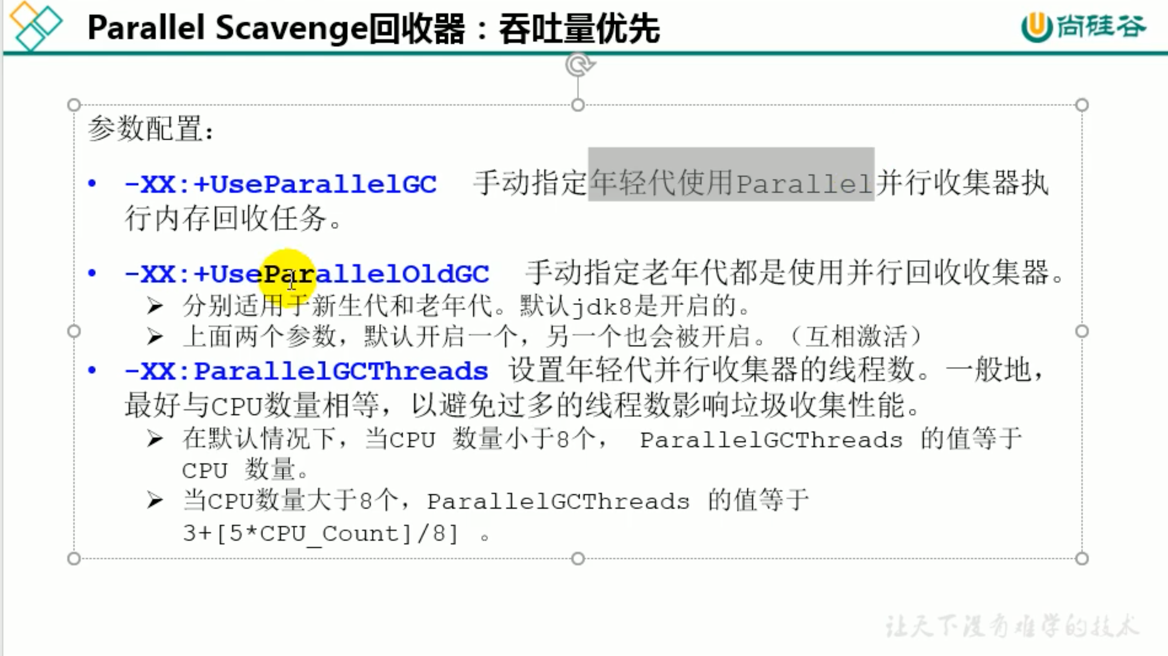 Parallel Scavenge回收器：吞吐量优先
尚硅谷
参数配置：
• -XX:+UseParallelGC 手动指定年轻代使用Parallel并行收集器执
行内存回收任务。
• -XX:+UseParallelOldGC 手动指定老年代都是使用并行回收收集器。
➢ 分别适用于新生代和老年代。默认jdk8是开启的。
➢ 上面两个参数，默认开启一个，另一个也会被开启。（互相激活）
• -XX:ParallelGCThreads 设置年轻代并行收集器的线程数。一般地，
最好与CPU数量相等，以避免过多的线程数影响垃圾收集性能。
➢ 在默认情况下，当CPU 数量小于8个， ParallelGCThreads 的值等于
CPU 数量。
➢ 当CPU数量大于8个，ParallelGCThreads 的值等于
3+[5*CPU_Count]/8] 。
让天下没有难学的技术